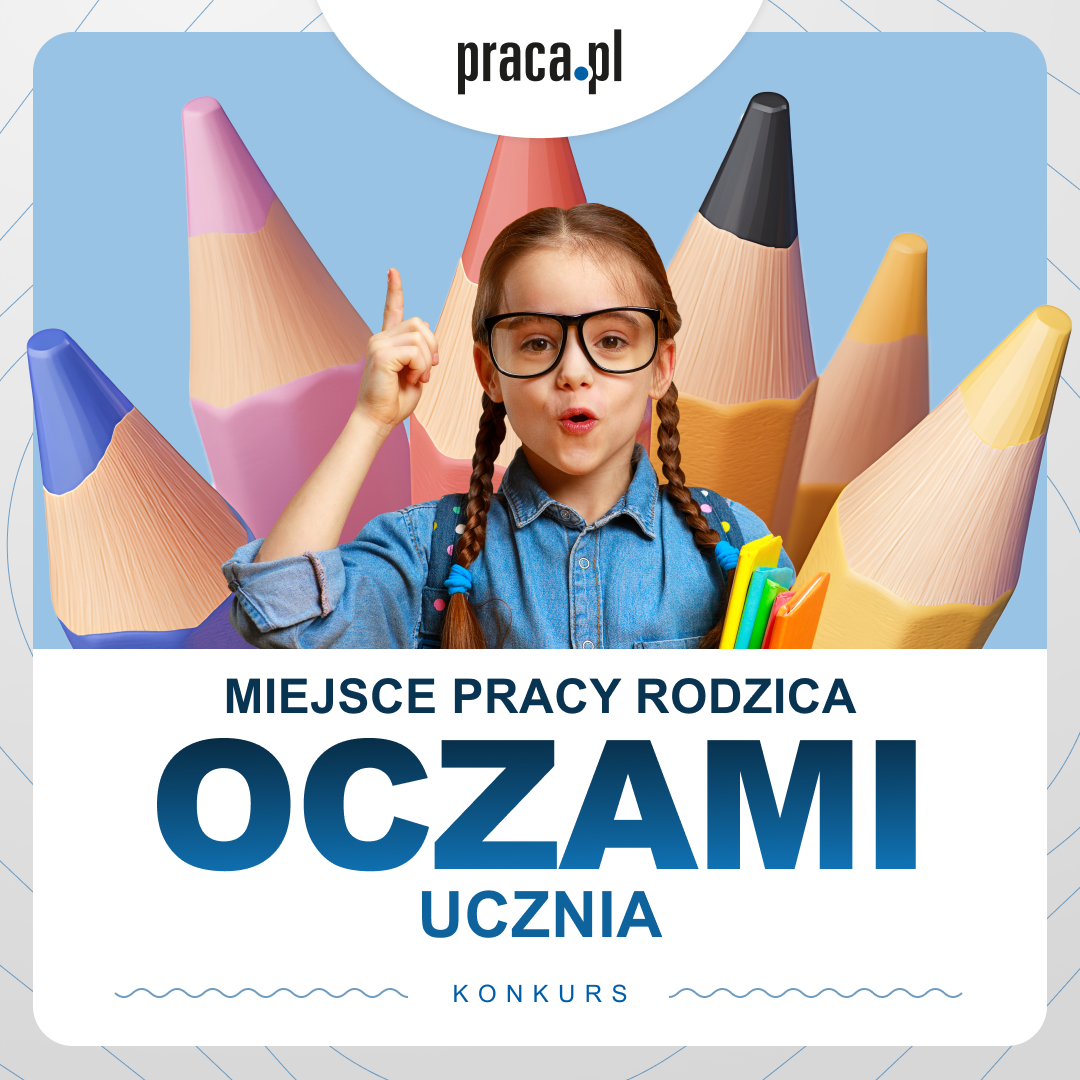 praca.pl
MIEJSCE PRACY RODZICA
OCZAMI
UCZNIA
KONKURS